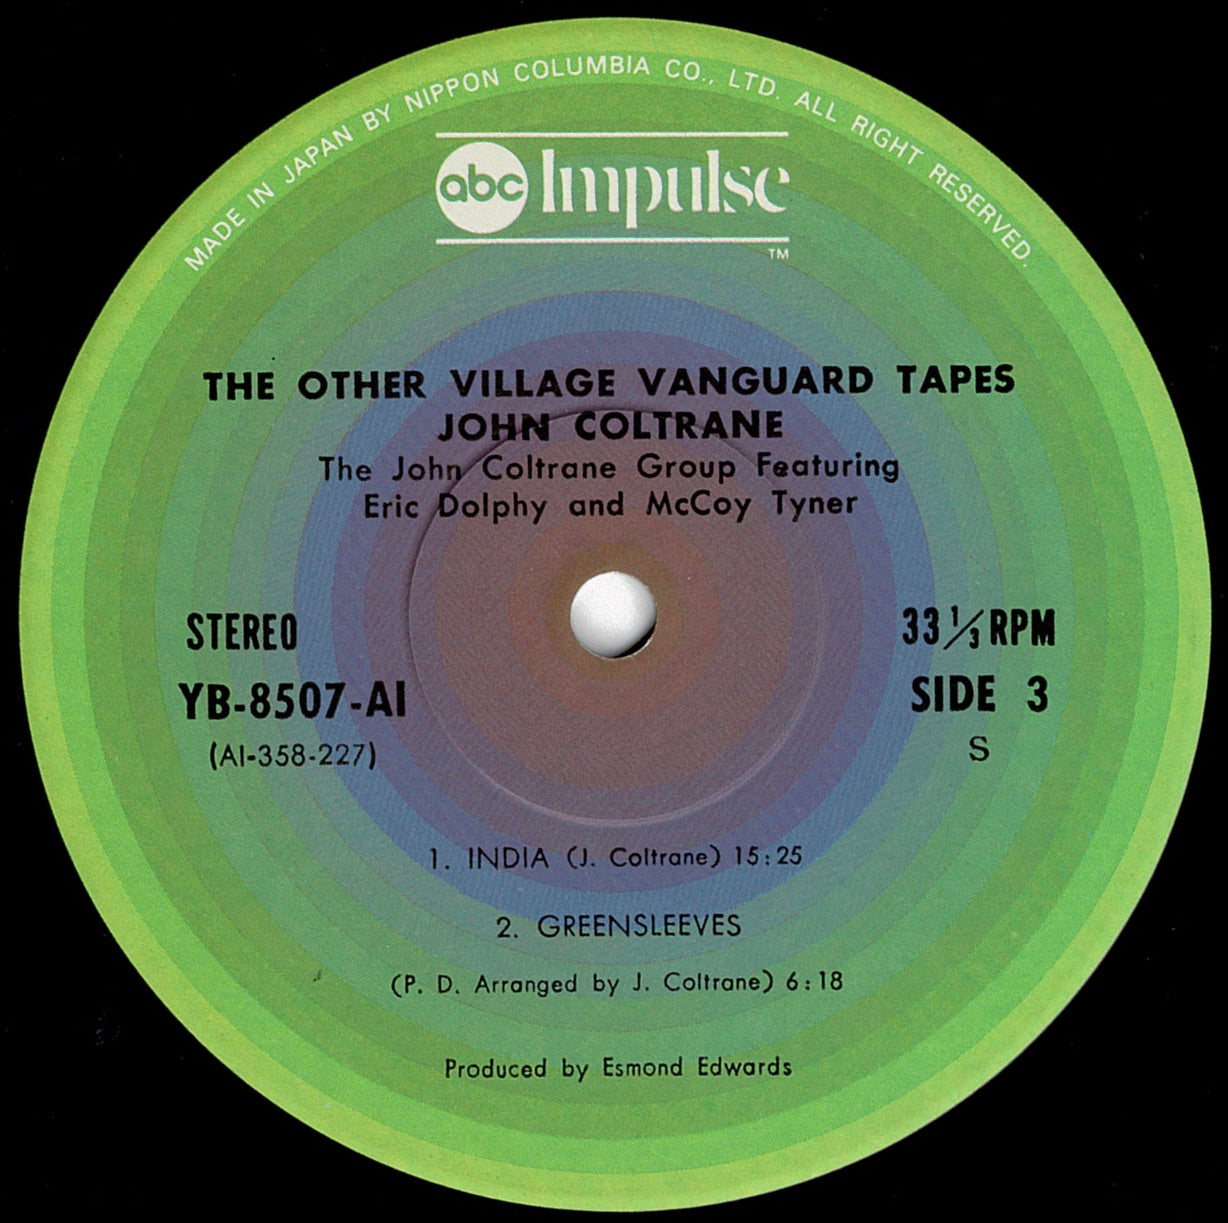 MADE IN JAPAN BY NIPPON COLUMBIA CO., LTD. ALL RIGHT RESERVED.
abc Impulse
TM
THE OTHER VILLAGE VANGUARD TAPES
JOHN COLTRANE
The John Coltrane Group Featuring
Eric Dolphy and McCoy Tyner
STEREO
33 1/3 RPM
YB-8507-AI
SIDE 3
(AI-358-227)
S
1. INDIA (J. Coltrane) 15:25
2. GREENSLEEVES
(P. D. Arranged by J. Coltrane) 6:18
Produced by Esmond Edwards